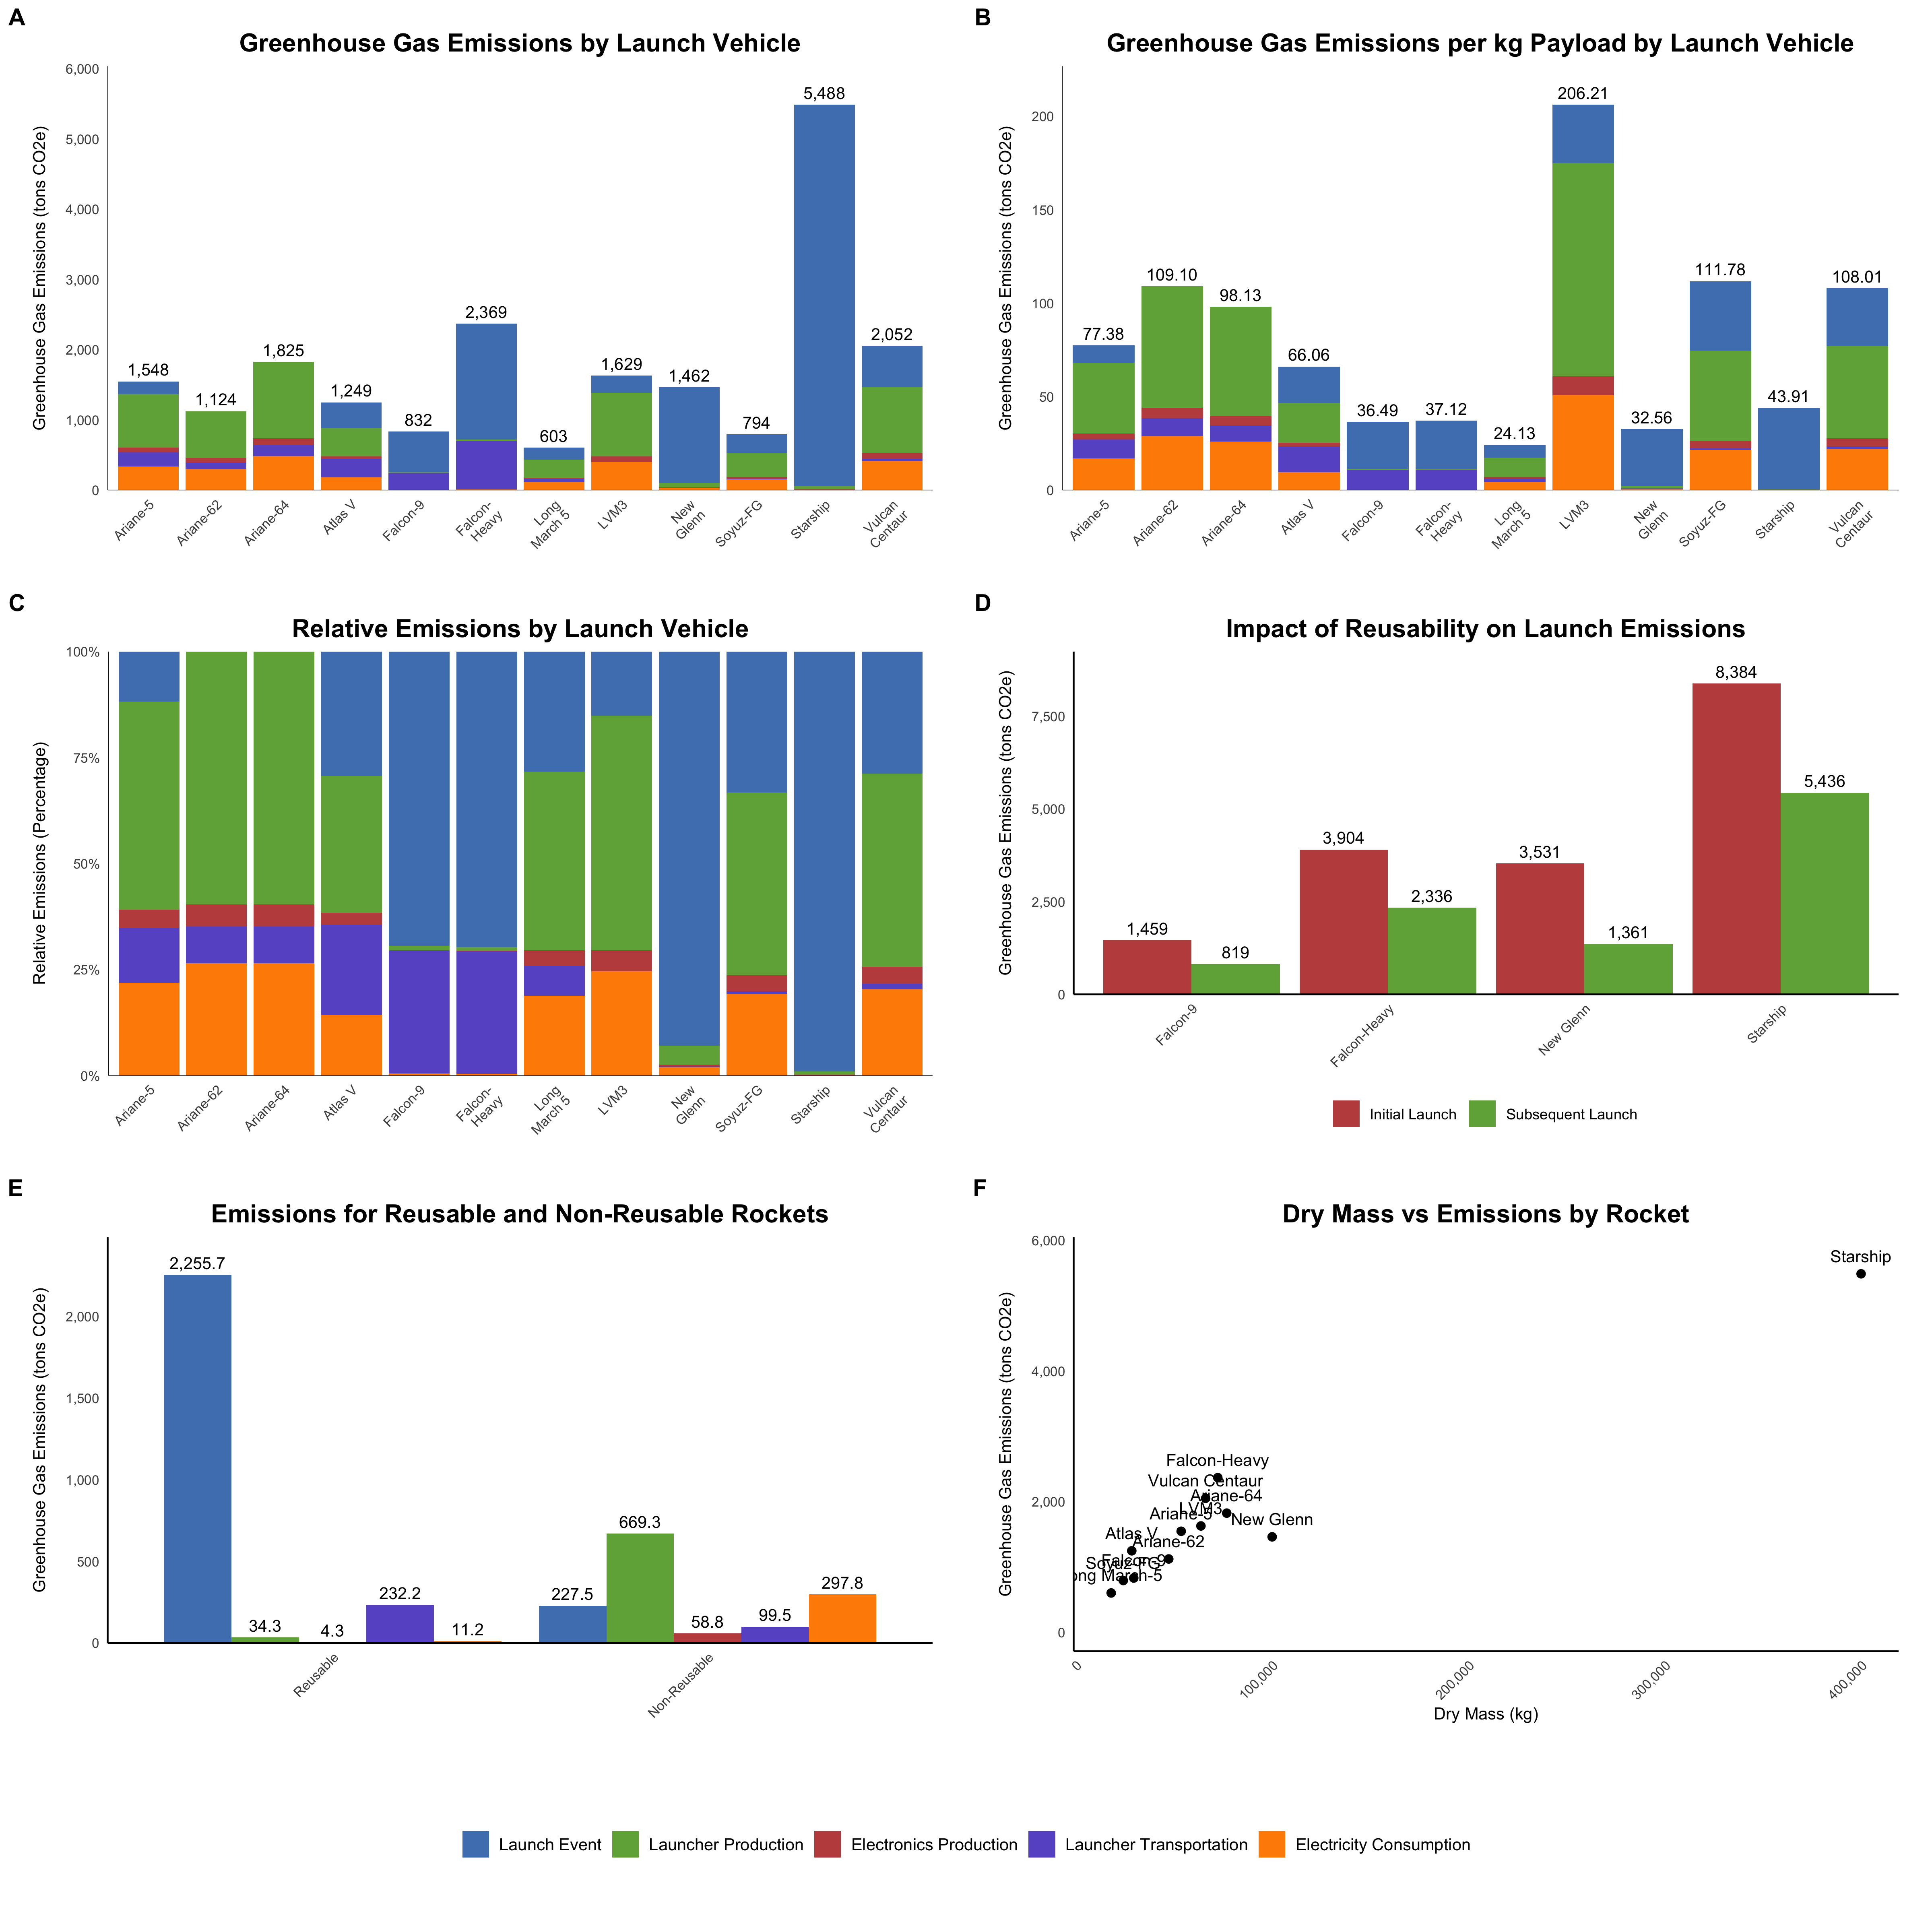 A
Greenhouse Gas Emissions by Launch Vehicle
Greenhouse Gas Emissions (tons CO2e)
6,000
5,000
4,000
3,000
2,000
1,000
0
1,548
1,124
1,825
1,249
832
2,369
603
1,629
1,462
794
5,488
2,052
Ariane-5
Ariane-62
Ariane-64
Atlas V
Falcon-9
Falcon-
Heavy
Long
March 5
LVM3
New
Glenn
Soyuz-FG
Starship
Vulcan
Centaur
B
Greenhouse Gas Emissions per kg Payload by Launch Vehicle
Greenhouse Gas Emissions (tons CO2e)
200
150
100
50
0
77.38
109.10
98.13
66.06
36.49
37.12
24.13
206.21
32.56
111.78
43.91
108.01
Ariane-5
Ariane-62
Ariane-64
Atlas V
Falcon-9
Falcon-
Heavy
Long
March 5
LVM3
New
Glenn
Soyuz-FG
Starship
Vulcan
Centaur
C
Relative Emissions by Launch Vehicle
Relative Emissions (Percentage)
100%
75%
50%
25%
0%
Ariane-5
Ariane-62
Ariane-64
Atlas V
Falcon-9
Falcon-
Heavy
Long
March 5
LVM3
New
Glenn
Soyuz-FG
Starship
Vulcan
Centaur
D
Impact of Reusability on Launch Emissions
Greenhouse Gas Emissions (tons CO2e)
7,500
5,000
2,500
0
1,459
819
3,904
2,336
3,531
1,361
8,384
5,436
Falcon-9
Falcon-Heavy
New Glenn
Starship
Initial Launch
Subsequent Launch
E
Emissions for Reusable and Non-Reusable Rockets
Greenhouse Gas Emissions (tons CO2e)
2,000
1,500
1,000
500
0
2,255.7
34.3
4.3
232.2
11.2
227.5
669.3
58.8
99.5
297.8
Reusable
Non-Reusable
F
Dry Mass vs Emissions by Rocket
Greenhouse Gas Emissions (tons CO2e)
6,000
4,000
2,000
0
Starship
Falcon-Heavy
Vulcan Centaur
Ariane-64
LVM3
Ariane-5
New Glenn
Atlas V
Ariane-62
Falcon-9
Soyuz-FG
ong March-5
0
100,000
200,000
300,000
400,000
Dry Mass (kg)
Launch Event
Launcher Production
Electronics Production
Launcher Transportation
Electricity Consumption